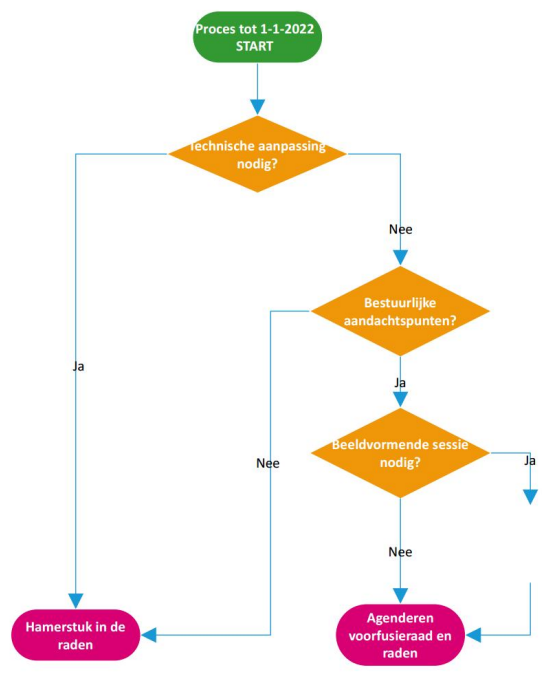 Proces tot 1-1-2022
START
Technische aanpassing
nodig?
Nee
Bestuurlijke
aandachtspunten?
Ja
Ja
Beeldvormende sessie
nodig?
Nee
Ja
Nee
Hamerstuk in de
raden
Agenderen
voorfusieraad en
raden